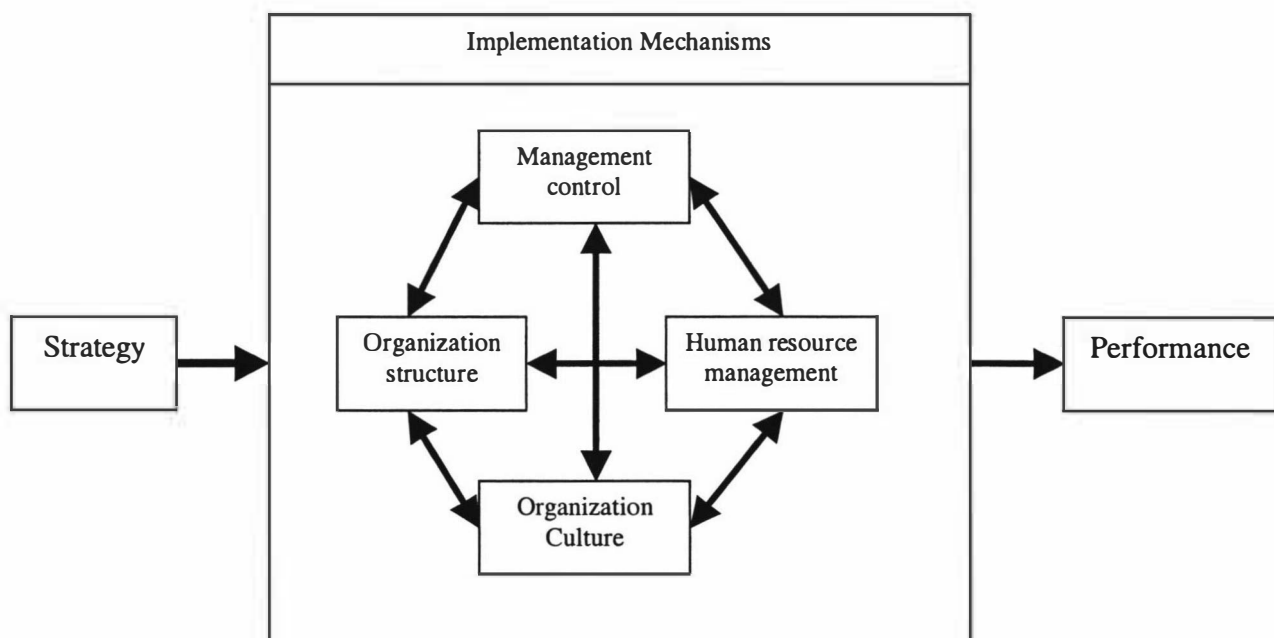 Implementation Mechanisms
Management
control
Strategy
Organization
structure
Human resource
management
Performance
Organization
Culture